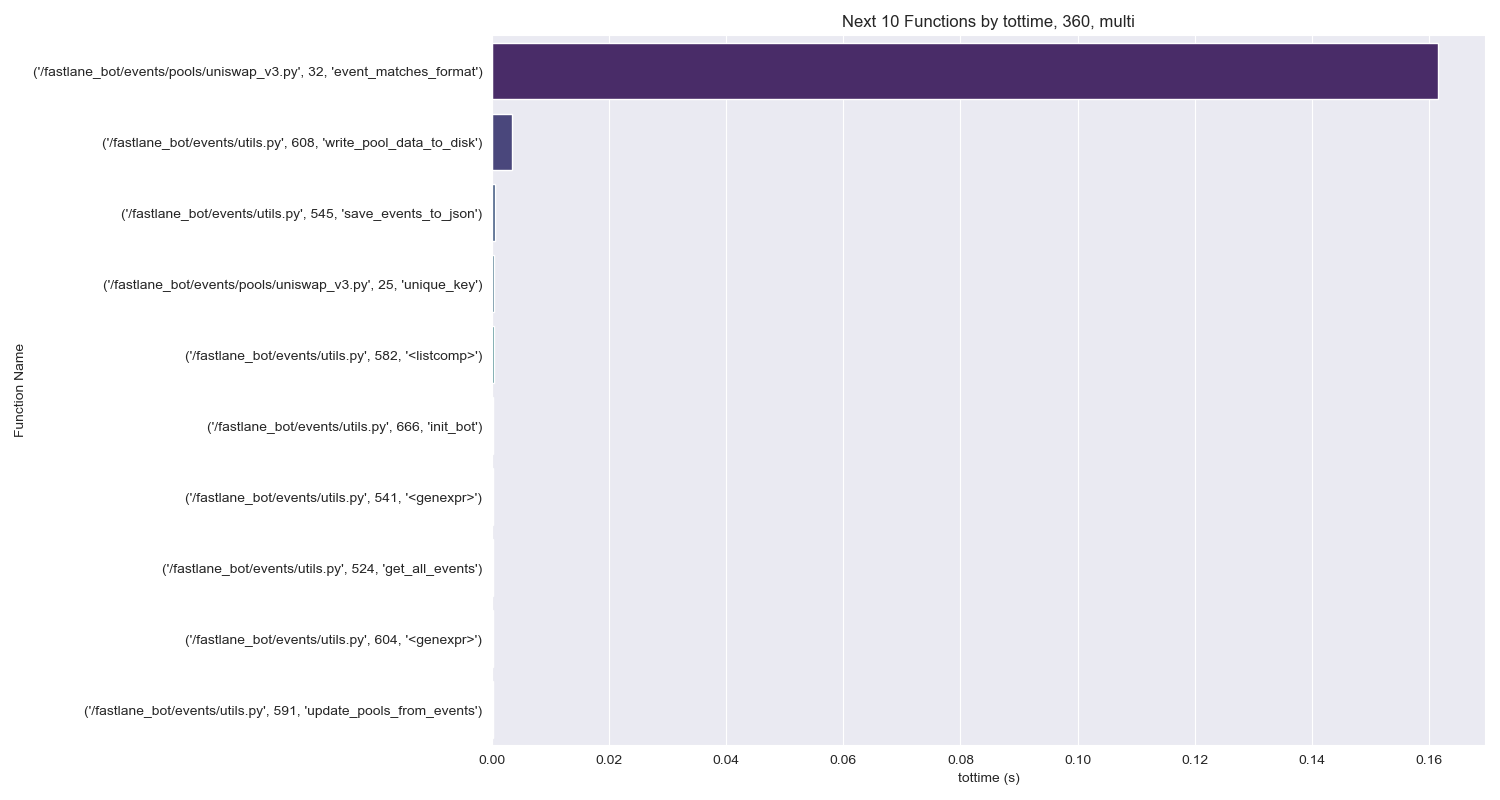 Next 10 Functions by tottime, 360, multi
('/fastlane_bot/events/pools/uniswap_v3.py', 32, 'event_matches_format')
('/fastlane_bot/events/utils.py', 608, 'write_pool_data_to_disk')
('/fastlane_bot/events/utils.py', 545, 'save_events_to_json')
('/fastlane_bot/events/pools/uniswap_v3.py', 25, 'unique_key')
('/fastlane_bot/events/utils.py', 582, '<listcomp>')
('/fastlane_bot/events/utils.py', 666, 'init_bot')
('/fastlane_bot/events/utils.py', 541, '<genexpr>')
('/fastlane_bot/events/utils.py', 524, 'get_all_events')
('/fastlane_bot/events/utils.py', 604, '<genexpr>')
('/fastlane_bot/events/utils.py', 591, 'update_pools_from_events')
Function Name
0.00 0.02 0.04 0.06 0.08 0.10 0.12 0.14 0.16
tottime (s)